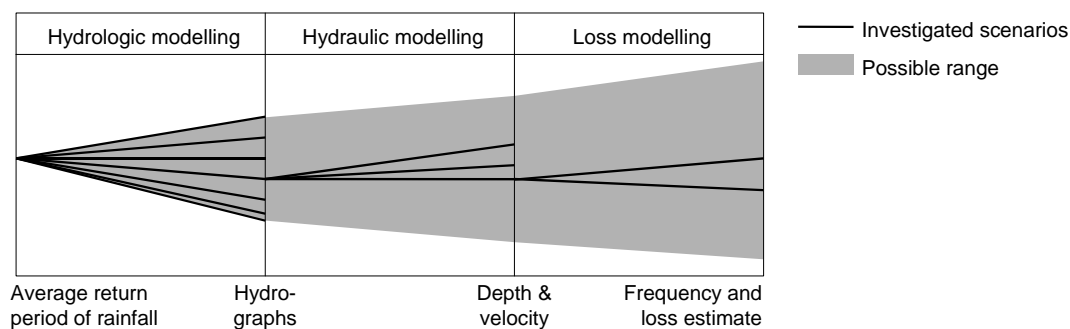 Hydrologic modelling
Hydraulic modelling
Loss modelling
Investigated scenarios
Possible range
Average return
period of rainfall
Hydro-
graphs
Depth &
velocity
Frequency and
loss estimate